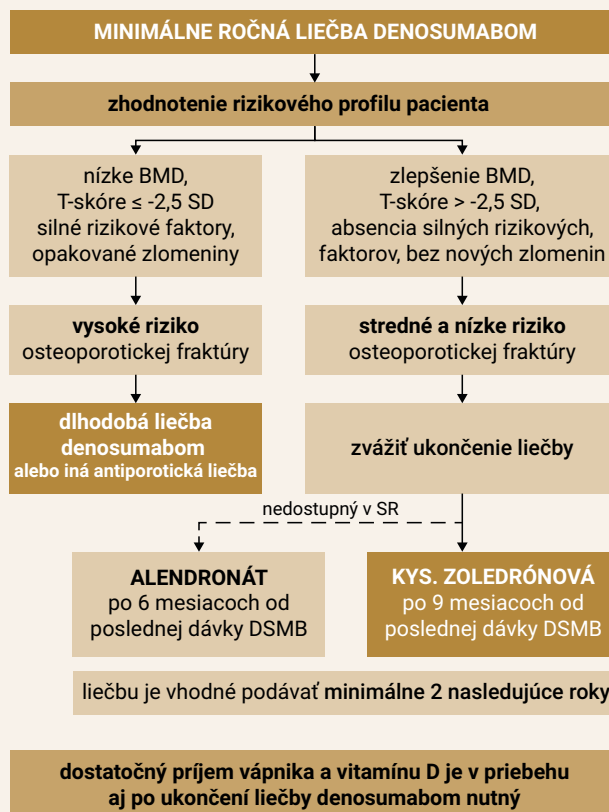 MINIMÁLNE ROČNÁ LIEČBA DENOSUMABOM
zhodnotenie rizikového profilu pacienta
nízke BMD,
T-skóre ≤ -2,5 SD
silné rizikové faktory,
opakované zlomeniny
zlepšenie BMD,
T-skóre > -2,5 SD,
absencia silných rizikových,
faktorov, bez nových zlomenin
vysoké riziko
osteoporotickej fraktúry
stredné a nízke riziko
osteoporotickej fraktúry
dlhodobá liečba
denosumabom
alebo iná antiporotická liečba
zvážiť ukončenie liečby
nedostupný v SR
ALENDRONÁT
po 6 mesiacoch od
poslednej dávky DSMB
KYS. ZOLEDRÓNOVÁ
po 9 mesiacov od
poslednej dávky DSMB
liečbu je vhodné podávať minimálne 2 nasledujúce roky
dostatočný príjem vápnika a vitamínu D je v priebehu
aj po ukončení liečby denosumabom nutný